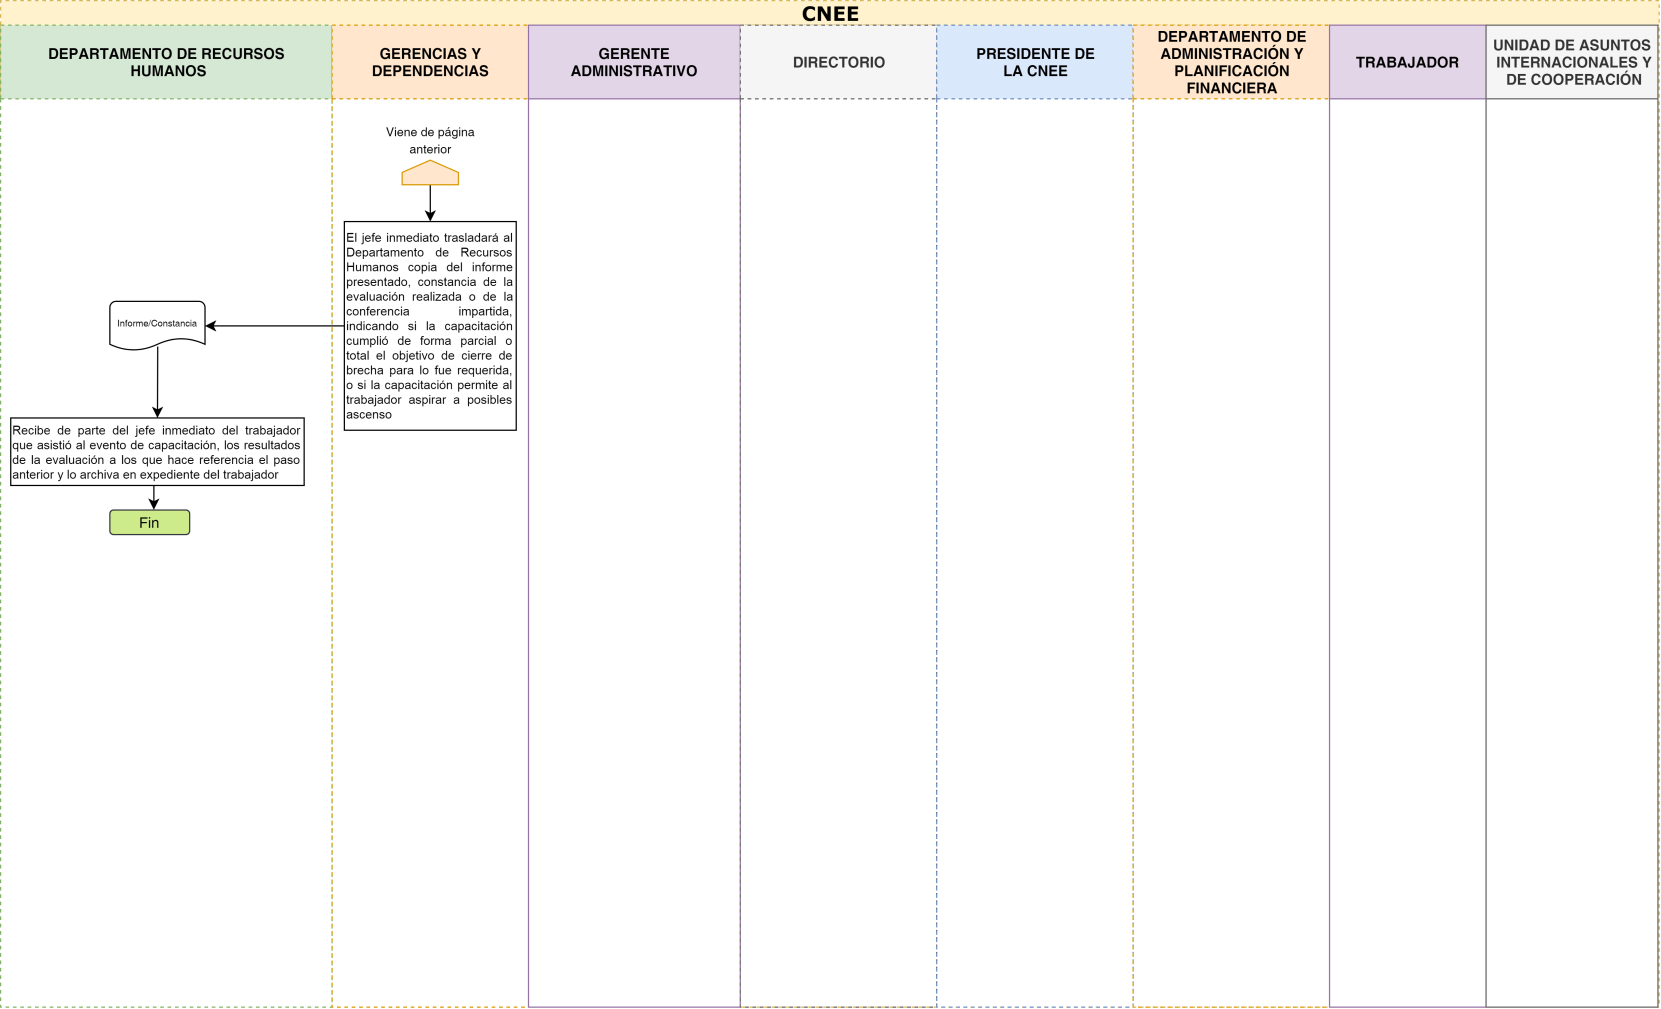 CNEE
DEPARTAMENTO DE RECURSOS
HUMANOS
GERENCIAS Y
DEPENDENCIAS
GERENTE
ADMINISTRATIVO
DIRECTORIO
PRESIDENTE DE
LA CNEE
DEPARTAMENTO DE
ADMINISTRACIÓN Y
PLANIFICACIÓN
FINANCIERA
TRABAJADOR
UNIDAD DE ASUNTOS
INTERNACIONALES Y
DE COOPERACIÓN
Viene de página
anterior
El jefe inmediato trasladará al
Departamento de Recursos
Humanos copia del informe
presentado, constancia de la
evaluación realizada o de la
conferencia impartida,
indicando si la capacitación
cumplió de forma parcial o
total el objetivo de cierre de
brecha para lo fue requerida,
o si la capacitación permite al
trabajador aspirar a posibles
ascenso
Informe/Constancia
Recibe de parte del jefe inmediato del trabajador
que asistió al evento de capacitación, los resultados
de la evaluación a los que hace referencia el paso
anterior y lo archiva en expediente del trabajador
Fin